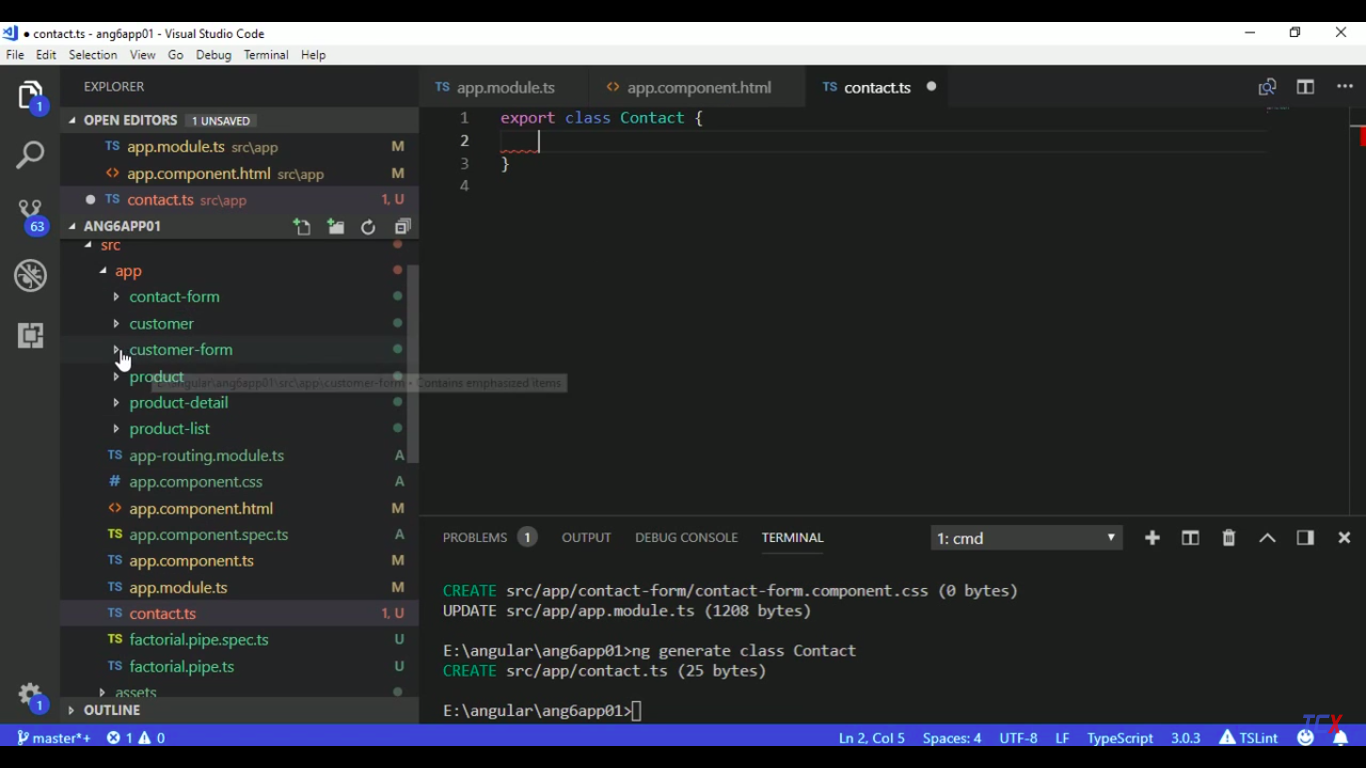 ● contact.ts - ang6app01 - Visual Studio Code
File Edit Selection View Go Debug Terminal Help
EXPLORER
OPEN EDITORS 1 UNSAVED
TS app.module.ts src\app M
<> app.component.html src\app M
● TS contact.ts src\app 1, U
ANG6APP01
src
app
contact-form
customer
customer-form
product
E:\angular\ang6app01\src\app\customer-form • Contains emphasized items
product-detail
product-list
TS app-routing.module.ts A
# app.component.css A
<> app.component.html M
TS app.component.spec.ts A
TS app.component.ts M
TS app.module.ts M
TS contact.ts 1, U
TS factorial.pipe.spec.ts U
TS factorial.pipe.ts U
assets
OUTLINE
1
63
1
TS app.module.ts <> app.component.html TS contact.ts ●
1 export class Contact {
2
3 }
4
PROBLEMS 1 OUTPUT DEBUG CONSOLE TERMINAL 1: cmd
CREATE src/app/contact-form/contact-form.component.css (0 bytes)
UPDATE src/app/app.module.ts (1208 bytes)
E:\angular\ang6app01>ng generate class Contact
CREATE src/app/contact.ts (25 bytes)
E:\angular\ang6app01>
TCX
master*+ 1 0 Ln 2, Col 5 Spaces: 4 UTF-8 LF TypeScript 3.0.3 TSLint